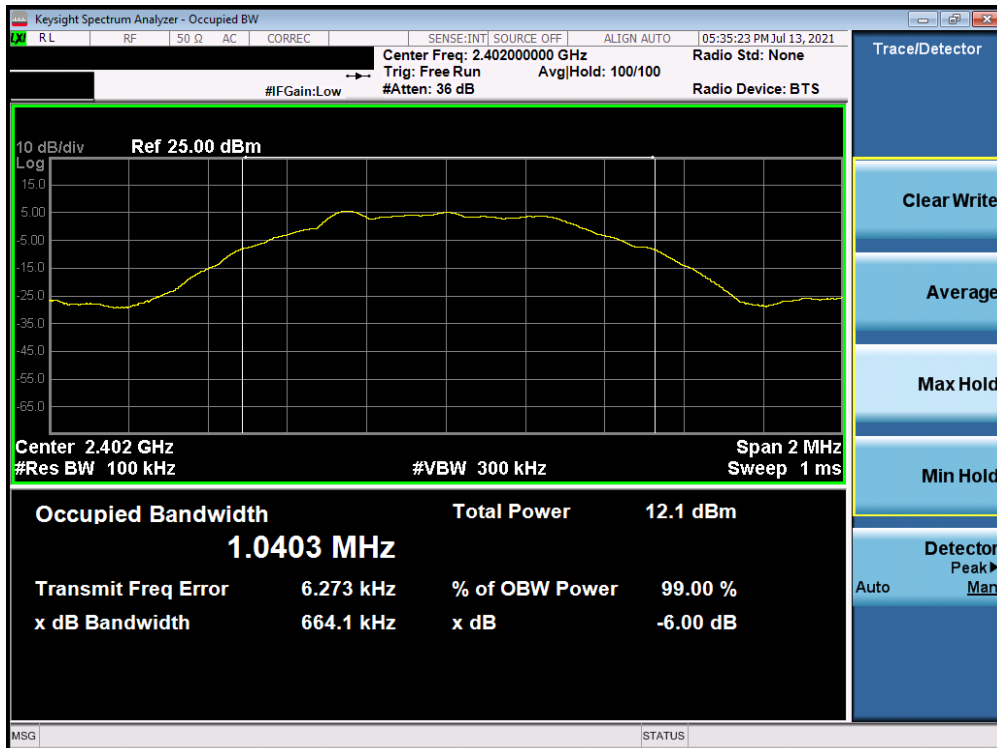 Keysight Spectrum Analyzer - Occupied BW
LXI RL RF 50 Ω AC CORREC SENSE:INT SOURCE OFF ALIGN AUTO 05:35:23 PM Jul 13, 2021
Center Freq: 2.402000000 GHz Radio Std: None
Trig: Free Run Avg|Hold: 100/100
#IFGain:Low #Atten: 36 dB Radio Device: BTS
Trace/Detector
10 dB/div Ref 25.00 dBm
Log
15.0
5.00
-5.00
-15.0
-25.0
-35.0
-45.0
-55.0
-65.0
Center 2.402 GHz Span 2 MHz
#Res BW 100 kHz #VBW 300 kHz Sweep 1 ms
Occupied Bandwidth Total Power 12.1 dBm
1.0403 MHz
Transmit Freq Error 6.273 kHz % of OBW Power 99.00 %
x dB Bandwidth 664.1 kHz x dB -6.00 dB
Clear Write
Average
Max Hold
Min Hold
Detector
Peak▶
Auto Man
MSG STATUS